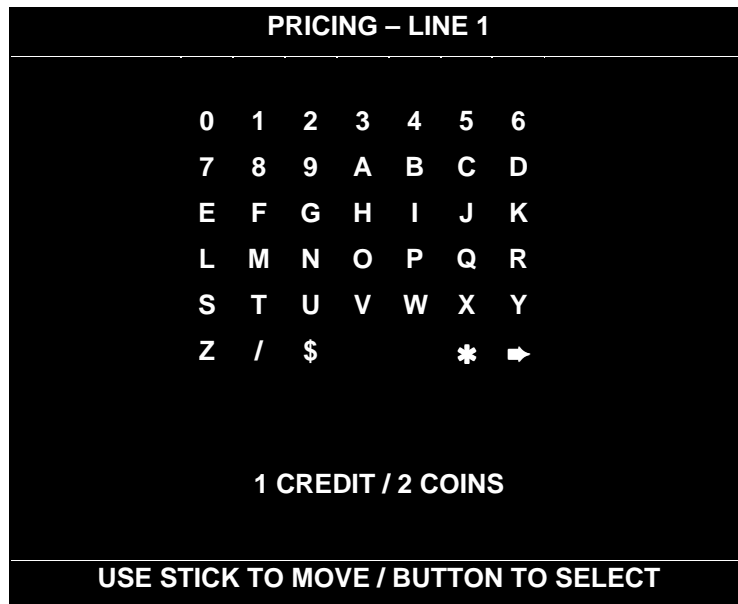 PRICING – LINE 1
0 1 2 3 4 5 6
7 8 9 A B C D
E F G H I J K
L M N O P Q R
S T U V W X Y
Z / $ ✱ ➨
1 CREDIT / 2 COINS
USE STICK TO MOVE / BUTTON TO SELECT